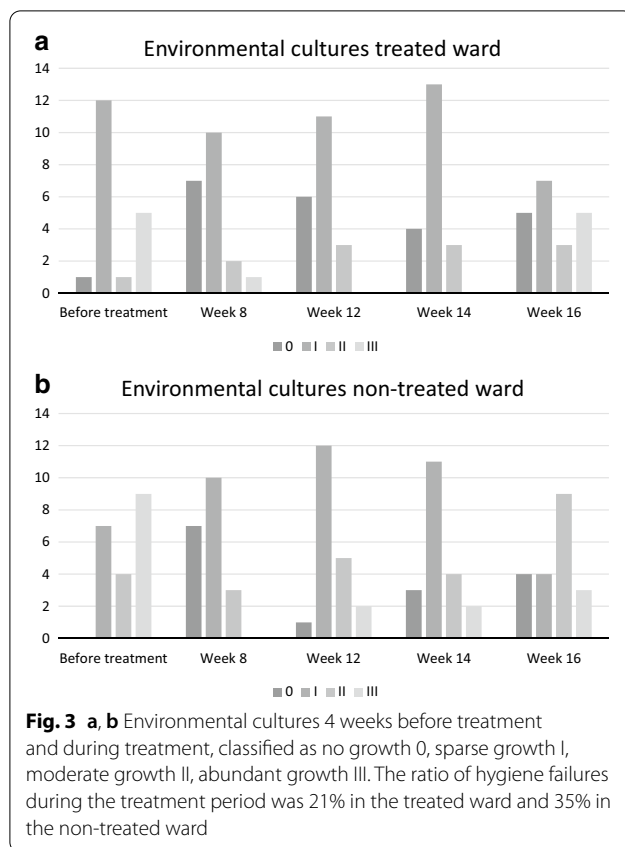 a
Environmental cultures treated ward
14
12
10
8
6
4
2
0
Before treatment Week 8 Week 12 Week 14 Week 16
0 I II III
b
Environmental cultures non-treated ward
14
12
10
8
6
4
2
0
Before treatment Week 8 Week 12 Week 14 Week 16
0 I II III
Fig. 3 a, b Environmental cultures 4 weeks before treatment
and during treatment, classified as no growth 0, sparse growth I,
moderate growth II, abundant growth III. The ratio of hygiene failures
during the treatment period was 21% in the treated ward and 35% in
the non-treated ward